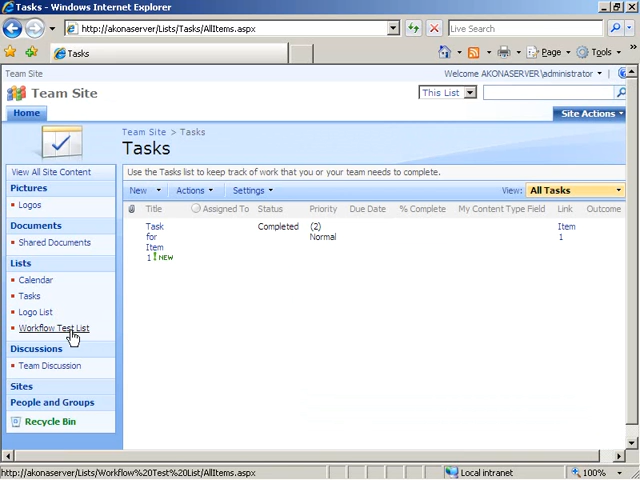 Tasks - Windows Internet Explorer
http://akonaserver/Lists/Tasks/AllItems.aspx
Live Search
Tasks
Page
Tools
Team Site
Welcome AKONASERVER\administrator
Team Site
This List
Home
Site Actions
Team Site > Tasks
Tasks
View All Site Content
Use the Tasks list to keep track of work that you or your team needs to complete.
Pictures
Logos
Documents
Shared Documents
Lists
Calendar
Tasks
Logo List
Workflow Test List
Discussions
Team Discussion
Sites
People and Groups
Recycle Bin
New
Actions
Settings
View:
All Tasks
Title
Assigned To
Status
Priority
Due Date
% Complete
My Content Type Field
Link
Outcome
Task
for
Item
1 ! NEW
Completed
(2)
Normal
Item
1
http://akonaserver/Lists/Workflow%20Test%20List/AllItems.aspx
Local intranet
100%